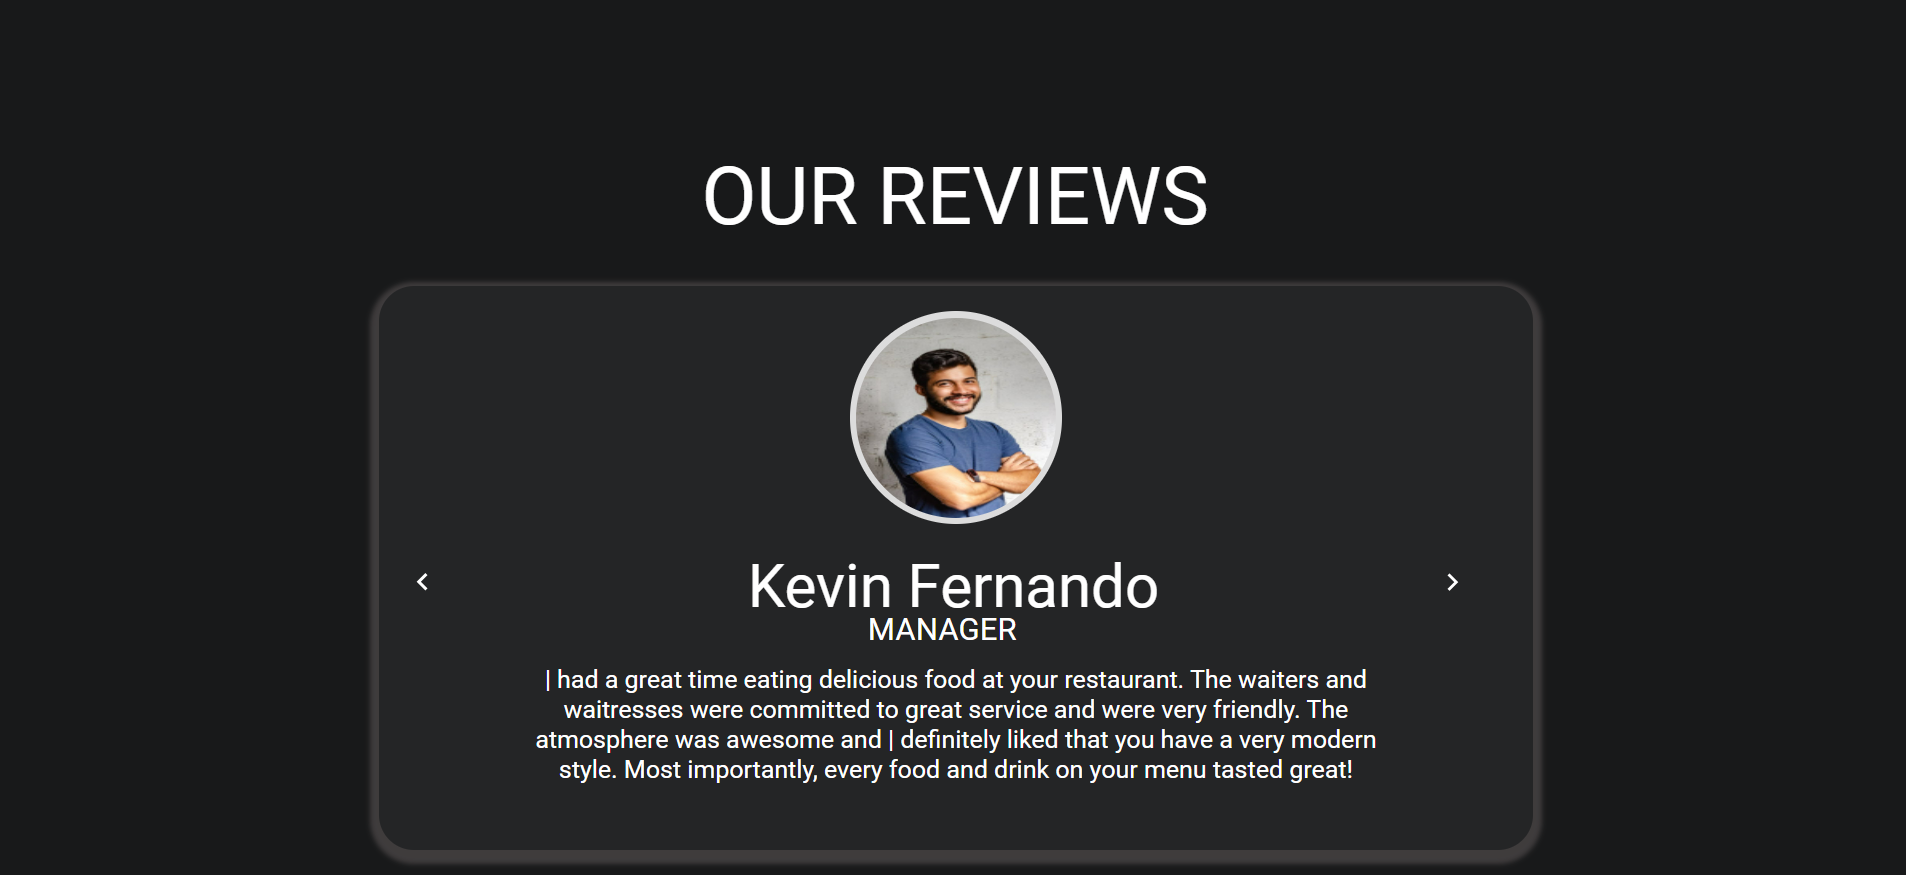 OUR REVIEWS
Kevin Fernando
MANAGER
I had a great time eating delicious food at your restaurant. The waiters and
waitresses were committed to great service and were very friendly. The
atmosphere was awesome and I definitely liked that you have a very modern
style. Most importantly, every food and drink on your menu tasted great!